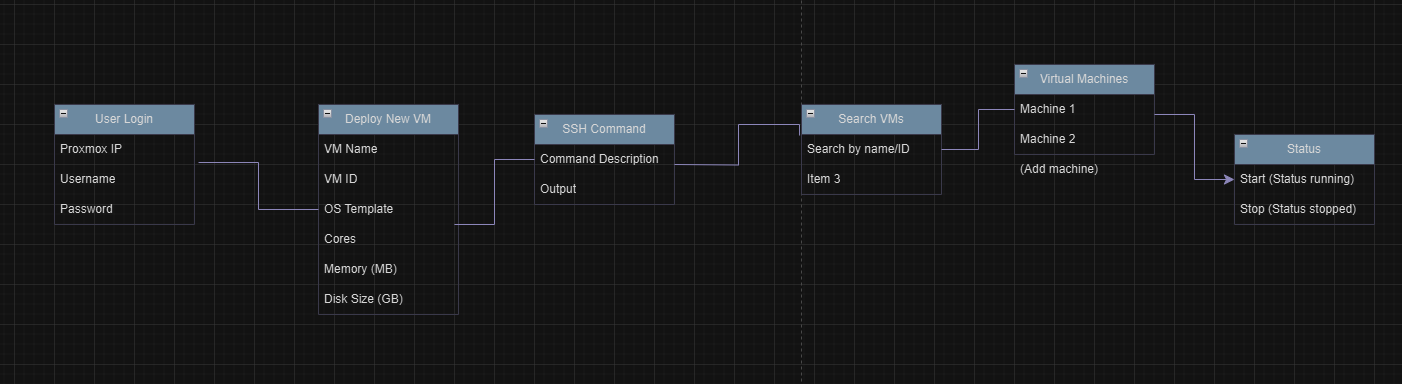 User Login
Proxmox IP
Username
Password
Deploy New VM
VM Name
VM ID
OS Template
Cores
Memory (MB)
Disk Size (GB)
SSH Command
Command Description
Output
Search VMs
Search by name/ID
Item 3
Virtual Machines
Machine 1
Machine 2
(Add machine)
Status
Start (Status running)
Stop (Status stopped)